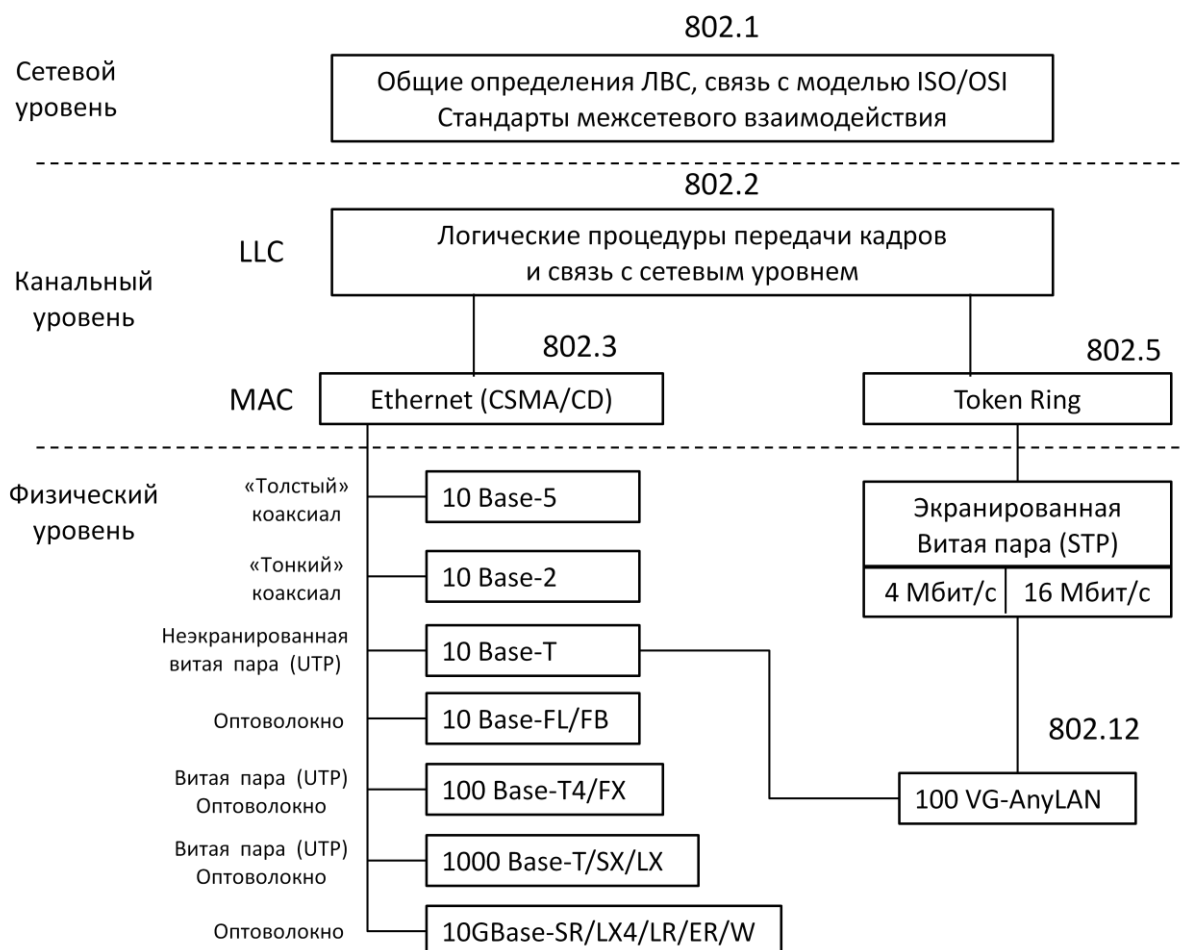 802.1
Сетевой
уровень
Общие определения ЛВС, связь с моделью ISO/OSI
Стандарты межсетевого взаимодействия
802.2
Канальный
уровень
LLC
Логические процедуры передачи кадров
и связь с сетевым уровнем
802.3
802.5
MAC
Ethernet (CSMA/CD)
Token Ring
Физический
уровень
«Толстый»
коаксиал
10 Base-5
Экранированная
Витая пара (STP)
4 Мбит/с
16 Мбит/с
«Тонкий»
коаксиал
10 Base-2
Неэкранированная
витая пара (UTP)
10 Base-T
Оптоволокно
10 Base-FL/FB
802.12
Витая пара (UTP)
Оптоволокно
100 Base-T4/FX
100 VG-AnyLAN
Витая пара (UTP)
Оптоволокно
1000 Base-T/SX/LX
Оптоволокно
10GBase-SR/LX4/LR/ER/W